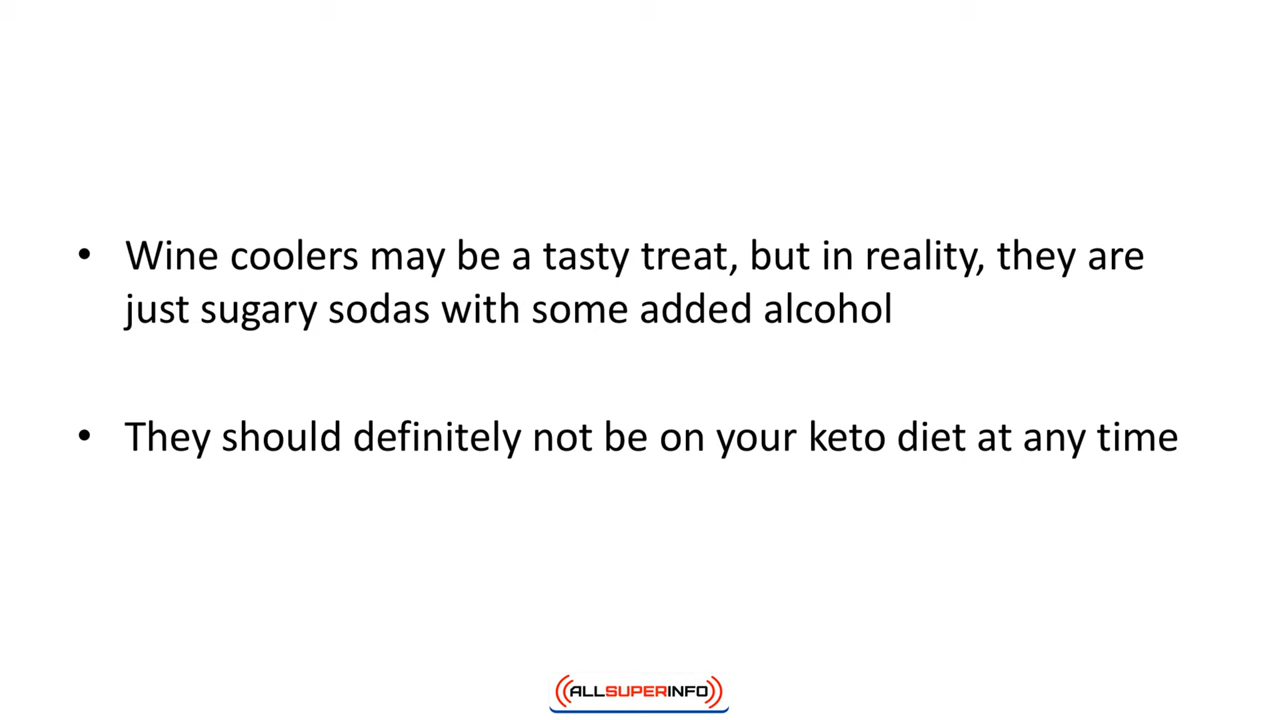 • Wine coolers may be a tasty treat, but in reality, they are
just sugary sodas with some added alcohol
• They should definitely not be on your keto diet at any time
ALLSUPERINFO